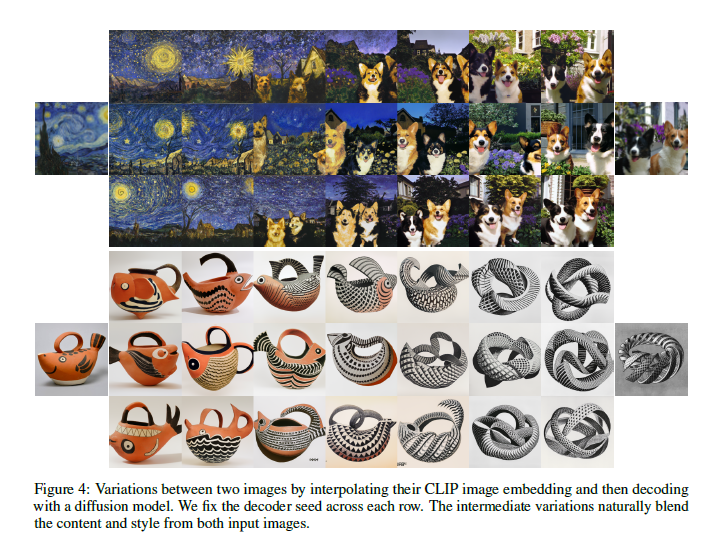 Figure 4: Variations between two images by interpolating their CLIP image embedding and then decoding
with a diffusion model. We fix the decoder seed across each row. The intermediate variations naturally blend
the content and style from both input images.